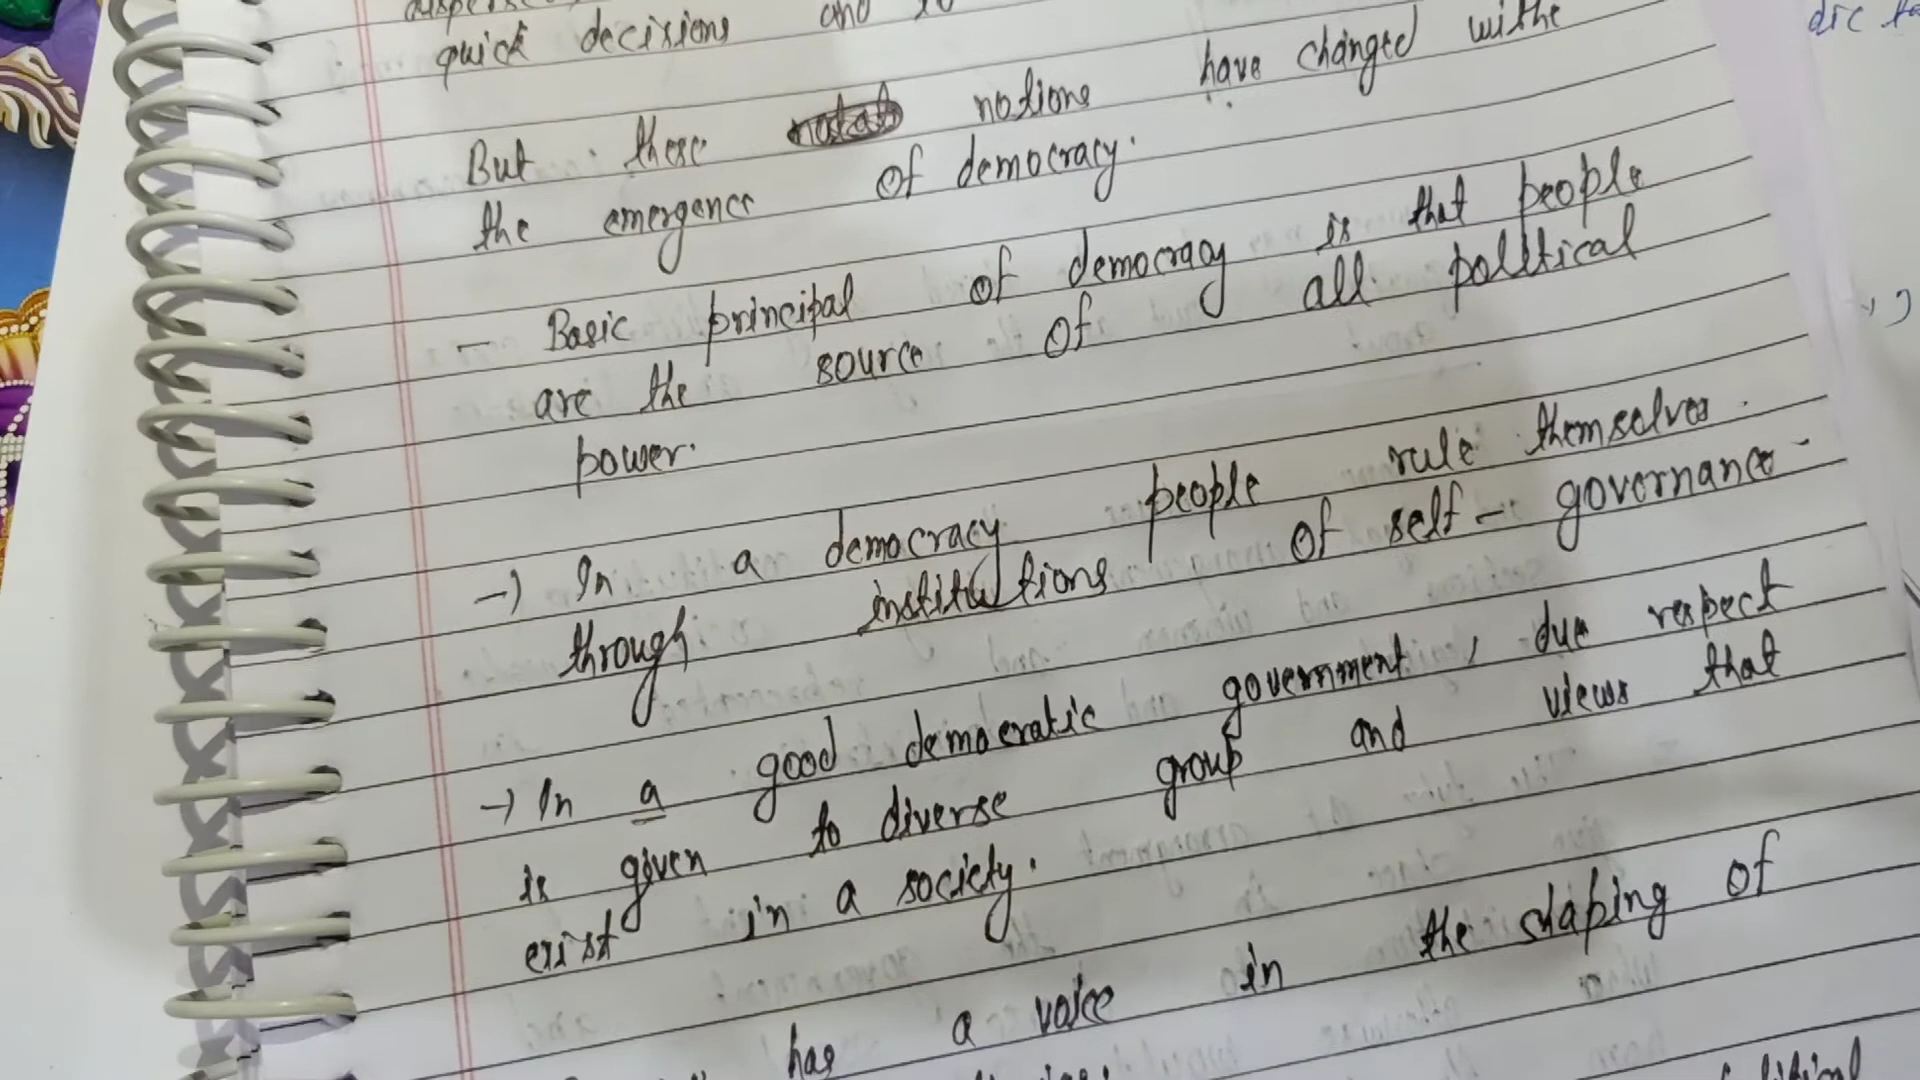 quick decisions and
But these notions have changed withe
the emergence of democracy.
- Basic principal of democracy is that people
are the source of all political
power.
→ In a democracy people rule themselves.
through institutions of self - governance.
→ In a good democratic government, due respect
is given to diverse group and views that
exist in a society.
has a voice in the shaping of